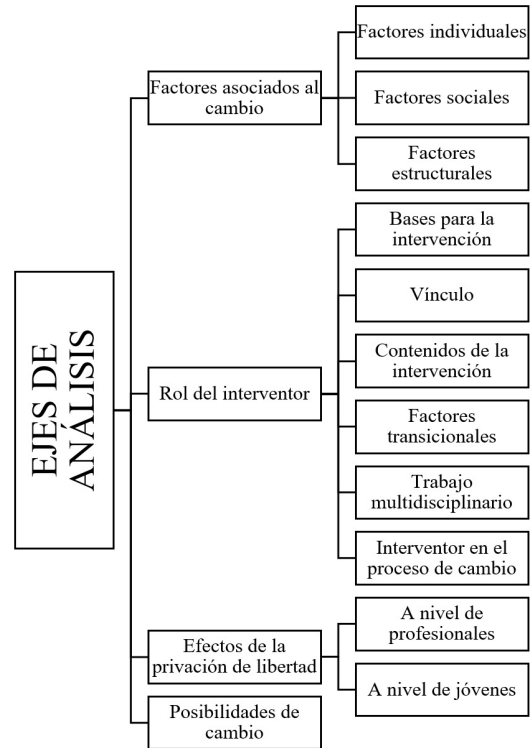 EJES DE
ANÁLISIS
Factores asociados al
cambio
Factores individuales
Factores sociales
Factores
estructurales
Rol del interventor
Bases para la
intervención
Vínculo
Contenidos de la
intervención
Factores
transicionales
Trabajo
multidisciplinario
Interventor en el
proceso de cambio
Efectos de la
privación de libertad
A nivel de
profesionales
A nivel de jóvenes
Posibilidades de
cambio